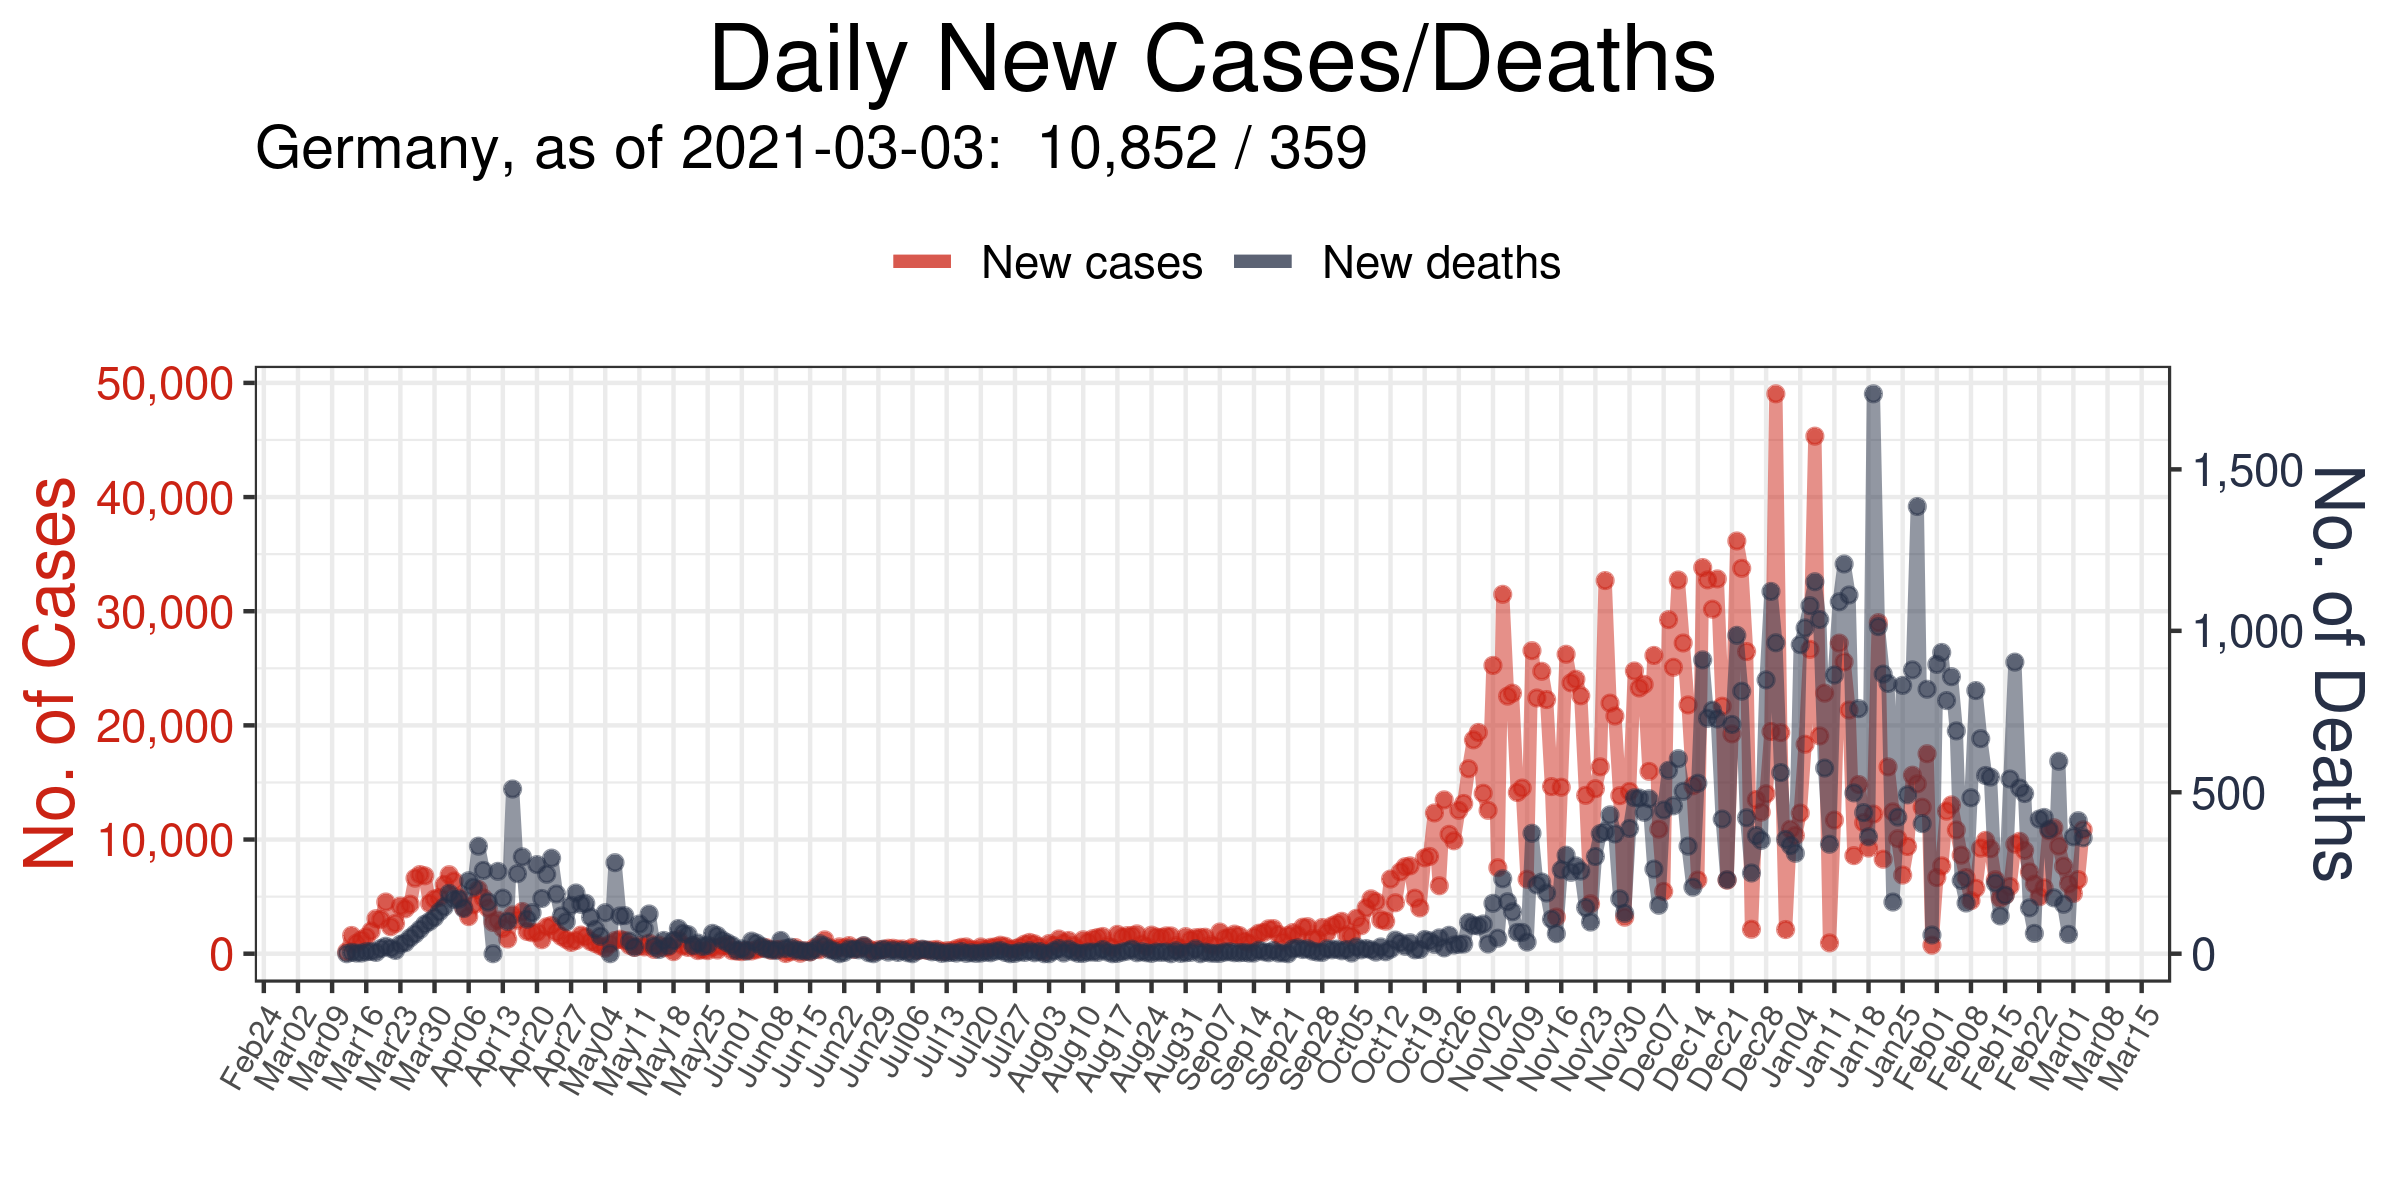 Daily New Cases/Deaths
Germany, as of 2021-03-03:  10,852 / 359
New cases
New deaths
No. of Cases
50,000
40,000
30,000
20,000
10,000
0
1,500
1,000
500
0
No. of Deaths
Feb24
Mar02
Mar09
Mar16
Mar23
Mar30
Apr06
Apr13
Apr20
Apr27
May04
May11
May18
May25
Jun01
Jun08
Jun15
Jun22
Jun29
Jul06
Jul13
Jul20
Jul27
Aug03
Aug10
Aug17
Aug24
Aug31
Sep07
Sep14
Sep21
Sep28
Oct05
Oct12
Oct19
Oct26
Nov02
Nov09
Nov16
Nov23
Nov30
Dec07
Dec14
Dec21
Dec28
Jan04
Jan11
Jan18
Jan25
Feb01
Feb08
Feb15
Feb22
Mar01
Mar08
Mar15